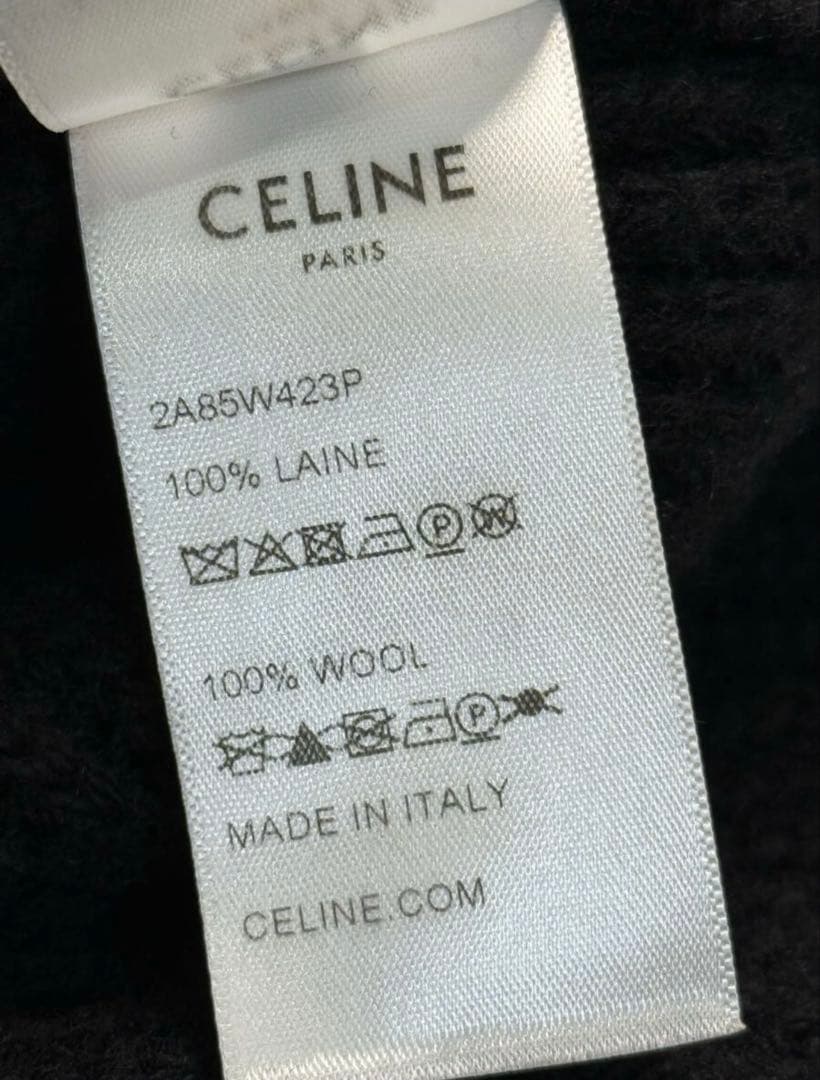 CELINE
PARIS
2A85W423P
100% LAINE
100% WOOL
MADE IN ITALY
CELINE.COM